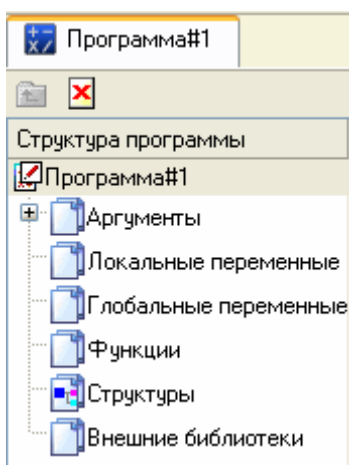 Программа#1
Структура программы
Программа#1
Аргументы
Локальные переменные
Глобальные переменные
Функции
Структуры
Внешние библиотеки